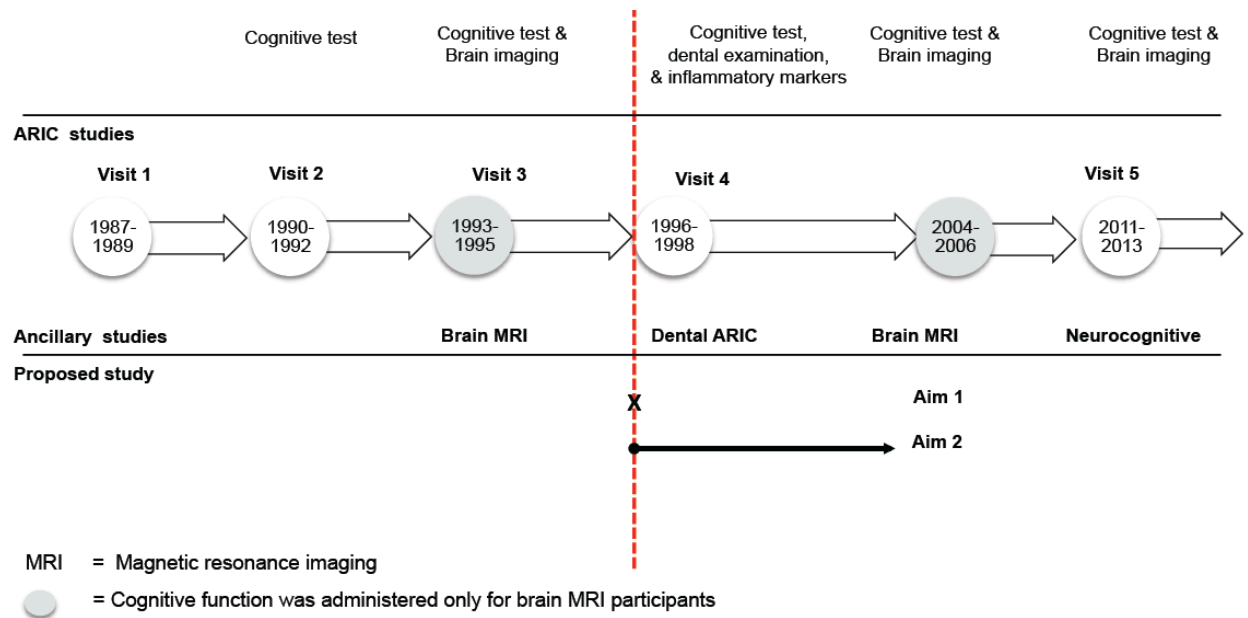 Cognitive test
Cognitive test &
Brain imaging
Cognitive test,
dental examination,
& inflammatory markers
Cognitive test &
Brain imaging
Cognitive test &
Brain imaging
ARIC studies
Visit 1
Visit 2
Visit 3
Visit 4
Visit 5
1987-
1989
1990-
1992
1993-
1995
1996-
1998
2004-
2006
2011-
2013
Ancillary studies
Brain MRI
Dental ARIC
Brain MRI
Neurocognitive
Proposed study
X
Aim 1
Aim 2
MRI = Magnetic resonance imaging
= Cognitive function was administered only for brain MRI participants